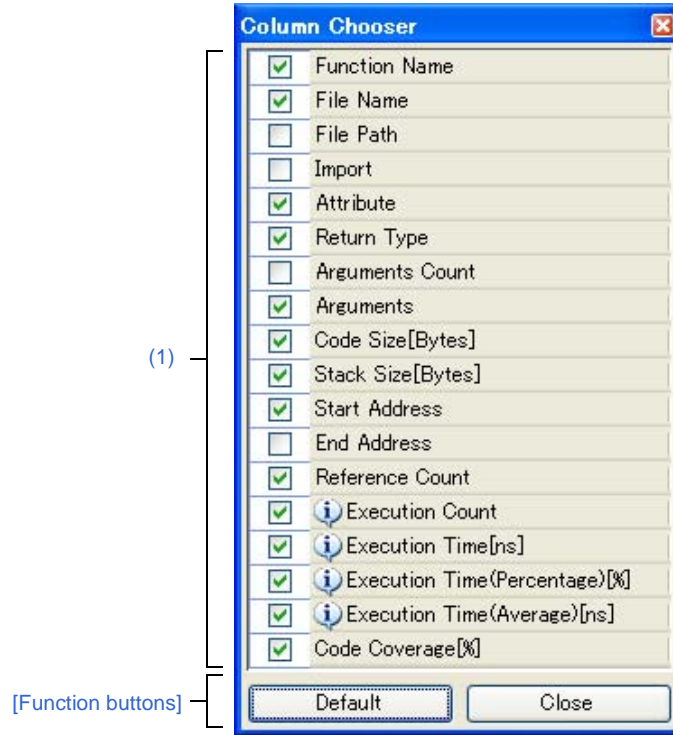 Column Chooser
Function Name
File Name
File Path
Import
Attribute
Return Type
Arguments Count
Arguments
(1)
Code Size[Bytes]
Stack Size[Bytes]
Start Address
End Address
Reference Count
Execution Count
Execution Time[ns]
Execution Time(Percentage)[%]
Execution Time(Average)[ns]
Code Coverage[%]
[Function buttons]
Default
Close